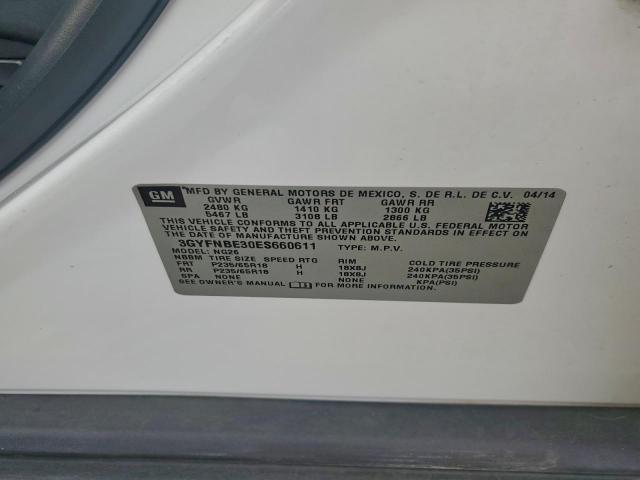 GM
MFD BY GENERAL MOTORS DE MEXICO, S. DE R.L. DE C.V. 04/14
GVWR GAWR FRT GAWR RR
2480 KG 1410 KG 1300 KG
5467 LB 3108 LB 2866 LB
THIS VEHICLE CONFORMS TO ALL APPLICABLE U.S. FEDERAL MOTOR
VEHICLE SAFETY AND THEFT PREVENTION STANDARDS IN EFFECT ON
THE DATE OF MANUFACTURE SHOWN ABOVE.
3GYFNBE30ES660611 TYPE: M.P.V.
MODEL: NG26
NBBM TIRE SIZE SPEED RTG RIM COLD TIRE PRESSURE
FRT P235/65R18 H 18X8J 240KPA(35PSI)
RR P235/65R18 H 18X8J 240KPA(35PSI)
SPA NONE NONE KPA(PSI)
SEE OWNER'S MANUAL FOR MORE INFORMATION.